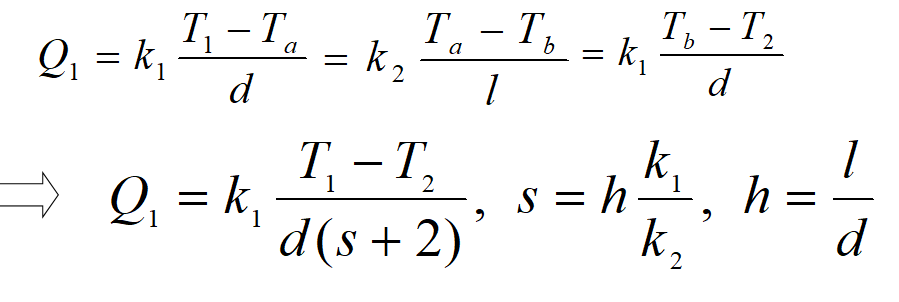 Q₁ = k₁ (T₁ − Tₐ)/d = k₂ (Tₐ − T_b)/l = k₁ (T_b − T₂)/d
⇒ Q₁ = k₁ (T₁ − T₂)/(d(s + 2)), s = h k₁/k₂, h = l/d